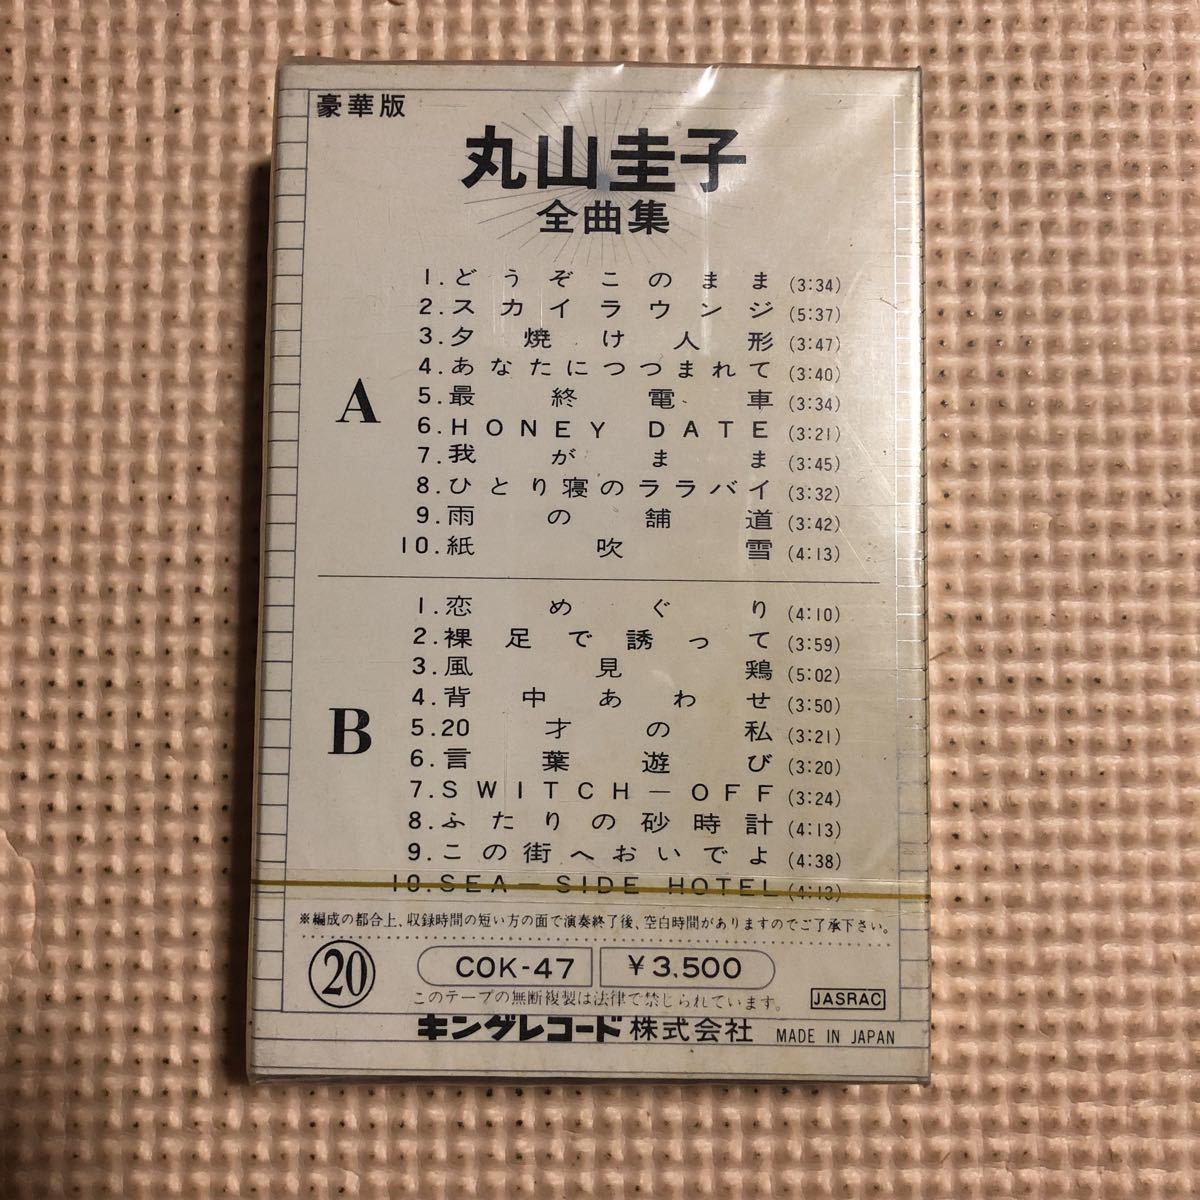 豪華版
丸山圭子
全曲集
A
1.どうぞこのまま (3:34)
2.スカイラウンジ (5:37)
3.夕焼け人形 (3:47)
4.あなたにつつまれて (3:40)
5.最終電車 (3:34)
6.HONEY DATE (3:21)
7.我がまま (3:45)
8.ひとり寝のララバイ (3:32)
9.雨の舗道 (3:42)
10.紙吹雪 (4:13)
B
1.恋めぐり (4:10)
2.裸足で誘って (3:59)
3.風見鶏 (5:02)
4.背中あわせ (3:50)
5.20才の私 (3:21)
6.言葉遊び (3:20)
7.SWITCH—OFF (3:24)
8.ふたりの砂時計 (4:13)
9.この街へおいでよ (4:38)
10.SEA—SIDE HOTEL (4:13)
※編成の都合上、収録時間の短い方の面で演奏終了後、空白時間がありますのでご了承下さい。
⑳ COK-47 ¥3,500
このテープの無断複製は法律で禁じられています。 JASRAC
キングレコード株式会社 MADE IN JAPAN